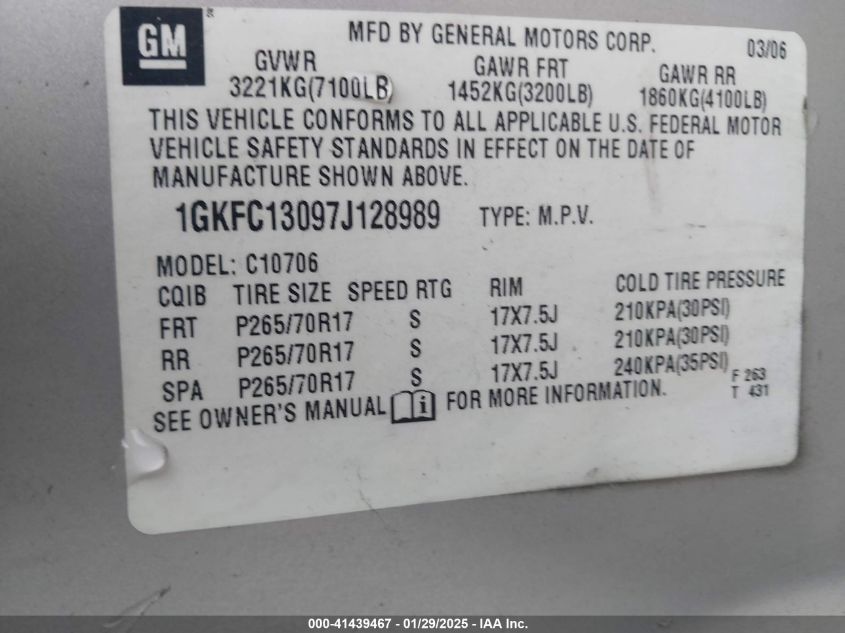 GM
MFD BY GENERAL MOTORS CORP. 03/06
GVWR GAWR FRT GAWR RR
3221KG(7100LB) 1452KG(3200LB) 1860KG(4100LB)
THIS VEHICLE CONFORMS TO ALL APPLICABLE U.S. FEDERAL MOTOR
VEHICLE SAFETY STANDARDS IN EFFECT ON THE DATE OF
MANUFACTURE SHOWN ABOVE.
1GKFC13097J128989 TYPE: M.P.V.
MODEL: C10706
CQIB TIRE SIZE SPEED RTG RIM COLD TIRE PRESSURE
FRT P265/70R17 S 17X7.5J 210KPA(30PSI)
RR P265/70R17 S 17X7.5J 210KPA(30PSI)
SPA P265/70R17 S 17X7.5J 240KPA(35PSI)
F 263
SEE OWNER'S MANUAL FOR MORE INFORMATION. T 431
000-41439467 - 01/29/2025 - IAA Inc.